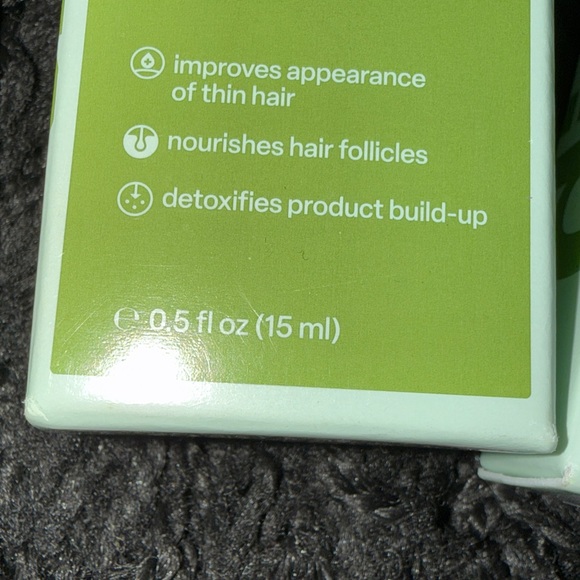 improves appearance
of thin hair
nourishes hair follicles
detoxifies product build-up
℮ 0.5 fl oz (15 ml)